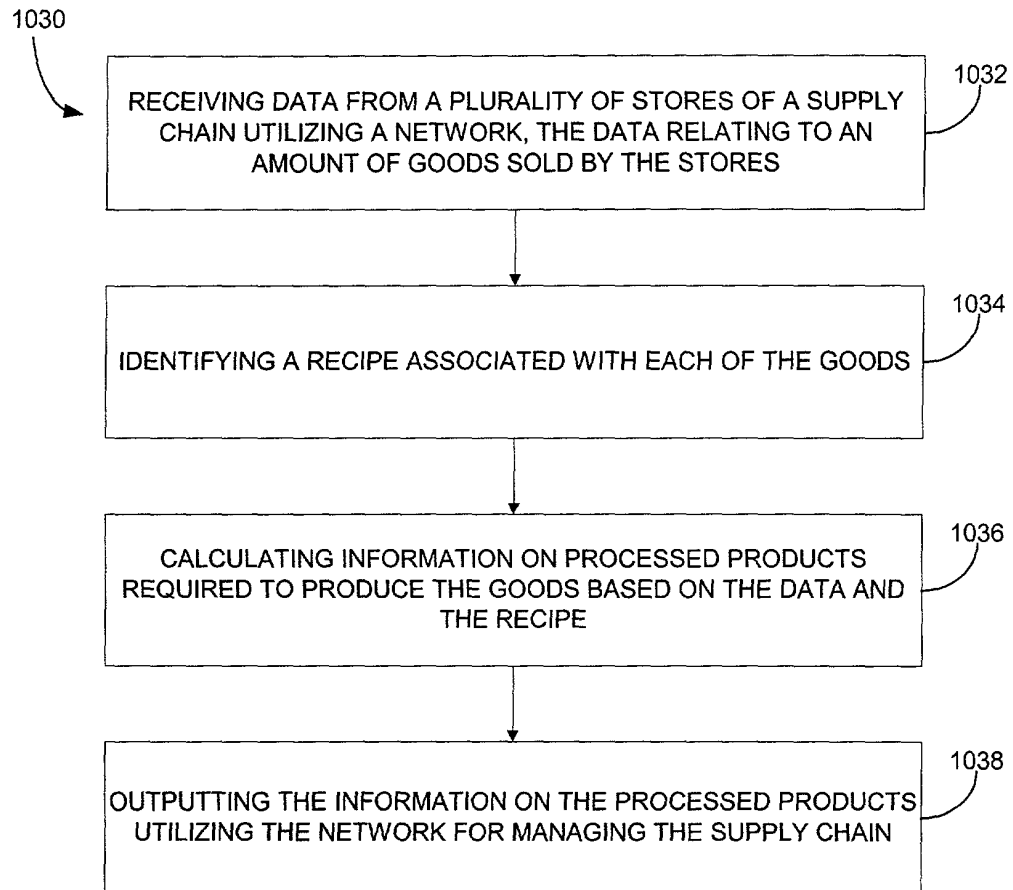 1030
1032
RECEIVING DATA FROM A PLURALITY OF STORES OF A SUPPLY
CHAIN UTILIZING A NETWORK, THE DATA RELATING TO AN
AMOUNT OF GOODS SOLD BY THE STORES
1034
IDENTIFYING A RECIPE ASSOCIATED WITH EACH OF THE GOODS
1036
CALCULATING INFORMATION ON PROCESSED PRODUCTS
REQUIRED TO PRODUCE THE GOODS BASED ON THE DATA AND
THE RECIPE
1038
OUTPUTTING THE INFORMATION ON THE PROCESSED PRODUCTS
UTILIZING THE NETWORK FOR MANAGING THE SUPPLY CHAIN